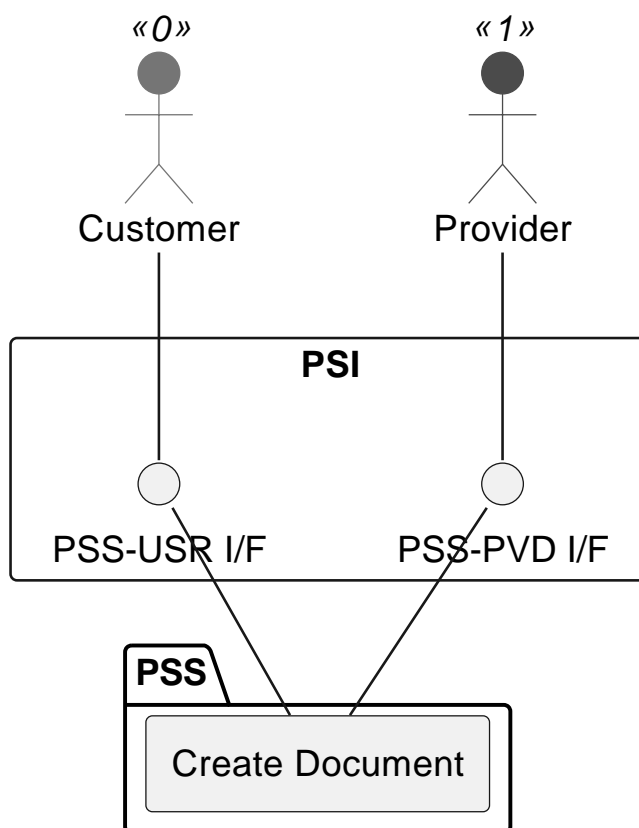 «0» «1»
Customer Provider
PSI
PSS-USR I/F PSS-PVD I/F
PSS
Create Document